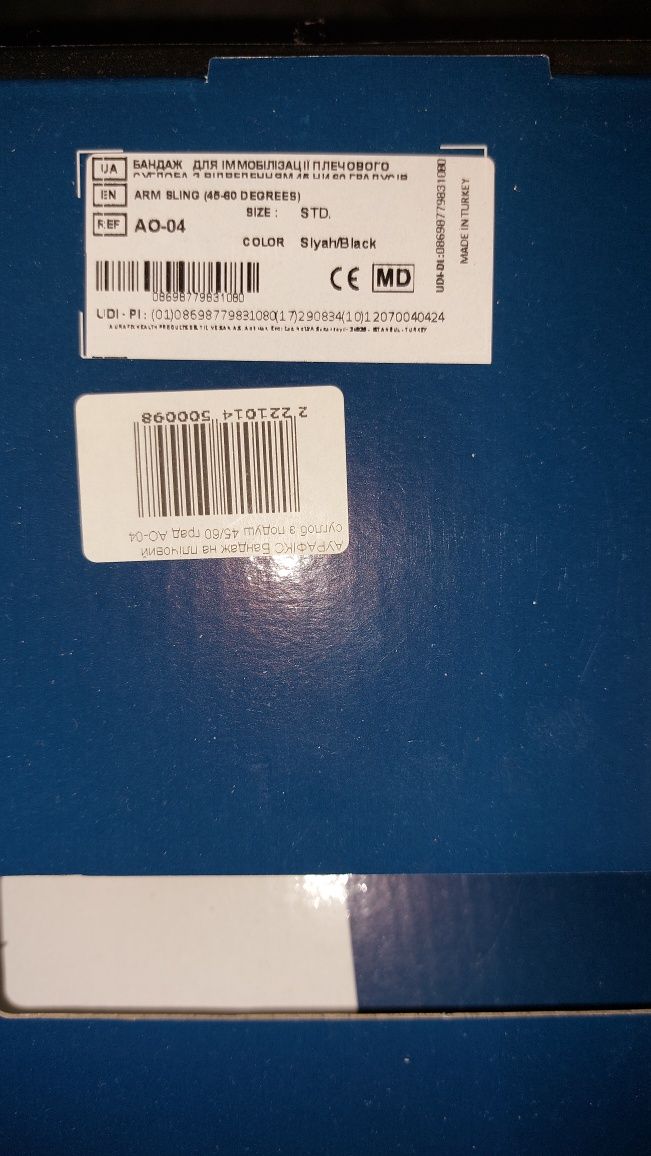 UA БАНДАЖ ДЛЯ ІММОБІЛІЗАЦІЇ ПЛЕЧОВОГО
EN ARM SLING (45-60 DEGREES)
SIZE : STD.
REF AO-04
COLOR Siyah/Black
08698779831080
CE MD
UDI - PI : (01)08698779831080(17)290834(10)12070040424
UDI-DI:08698779831080
MADE IN TURKEY
2 221014 500098
АУРАФІКС Бандаж на плічовий
суглоб з подуш 45/60 град АО-04